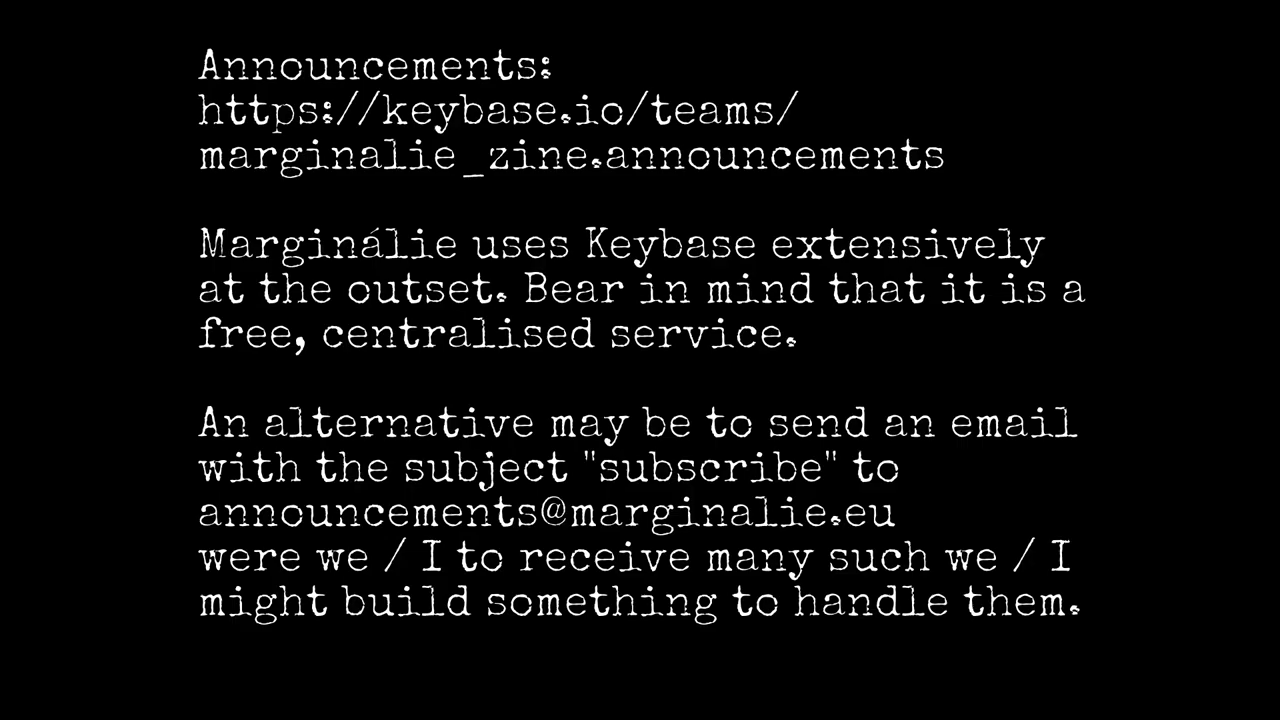 Announcements:
https://keybase.io/teams/
marginalie_zine.announcements
Marginálie uses Keybase extensively
at the outset. Bear in mind that it is a
free, centralised service.
An alternative may be to send an email
with the subject "subscribe" to
announcements@marginalie.eu
were we / I to receive many such we / I
might build something to handle them.